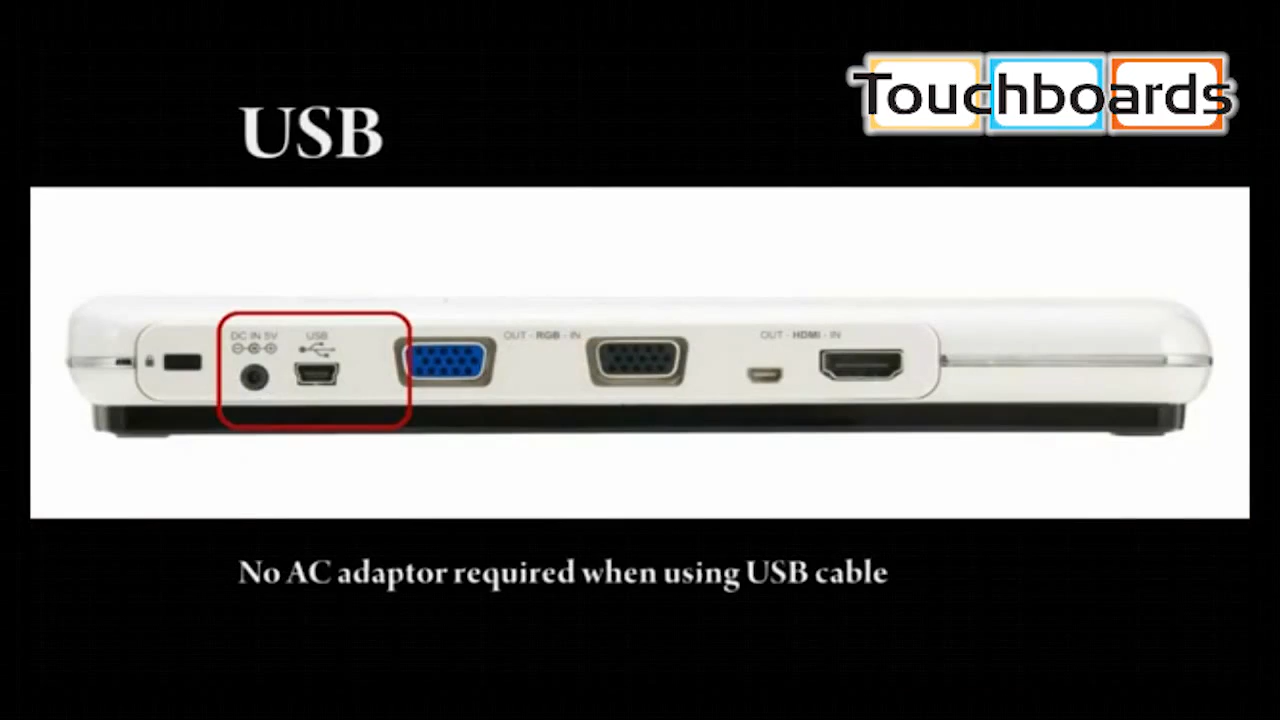 Touchboards
USB
DC IN 5V
USB
OUT - RGB - IN
OUT - HDMI - IN
No AC adaptor required when using USB cable